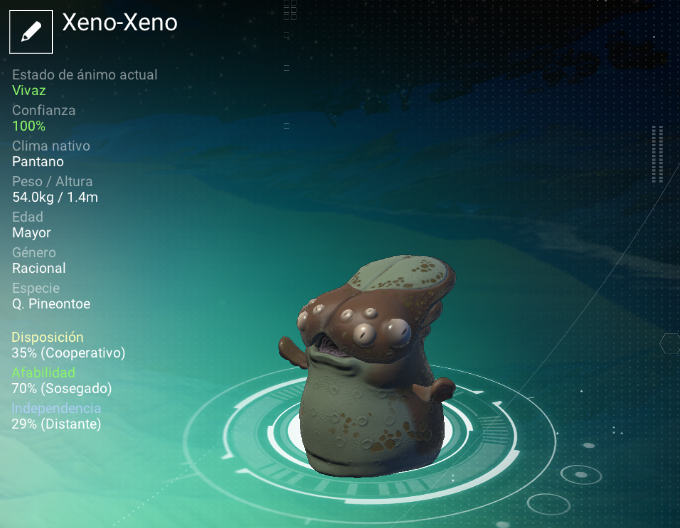 Xeno-Xeno
Estado de ánimo actual
Vivaz
Confianza
100%
Clima nativo
Pantano
Peso / Altura
54.0kg / 1.4m
Edad
Mayor
Género
Racional
Especie
Q. Pineontoe
Disposición
35% (Cooperativo)
Afabilidad
70% (Sosegado)
Independencia
29% (Distante)